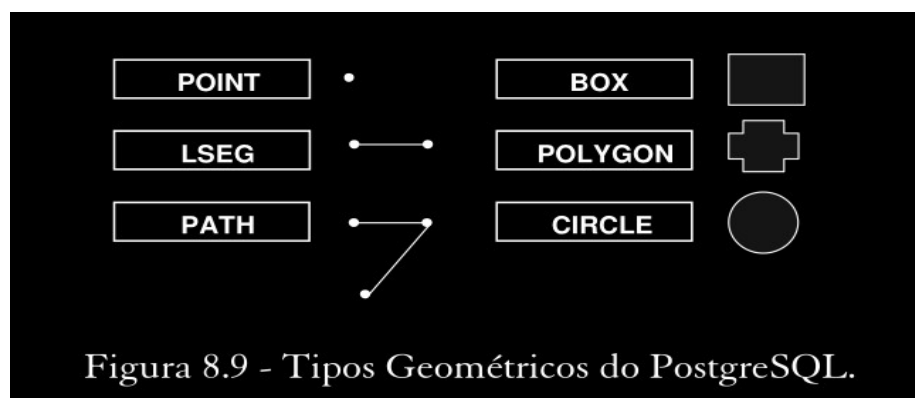 POINT
BOX
LSEG
POLYGON
PATH
CIRCLE
Figura 8.9 - Tipos Geométricos do PostgreSQL.